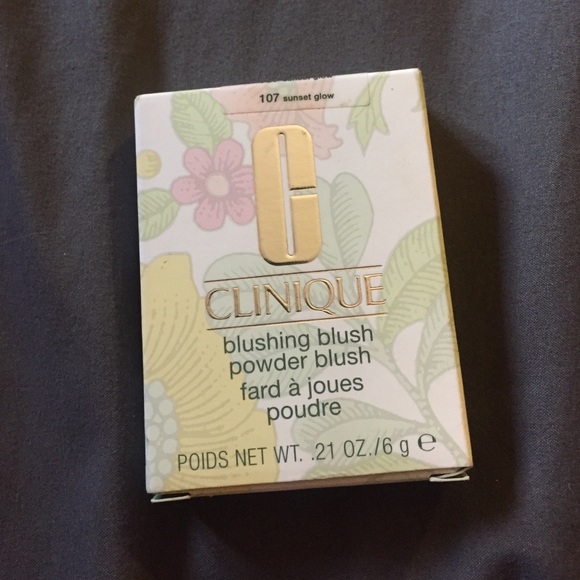 107 sunset glow
C
CLINIQUE
blushing blush
powder blush
fard à joues
poudre
POIDS NET WT. .21 OZ./6 g ℮